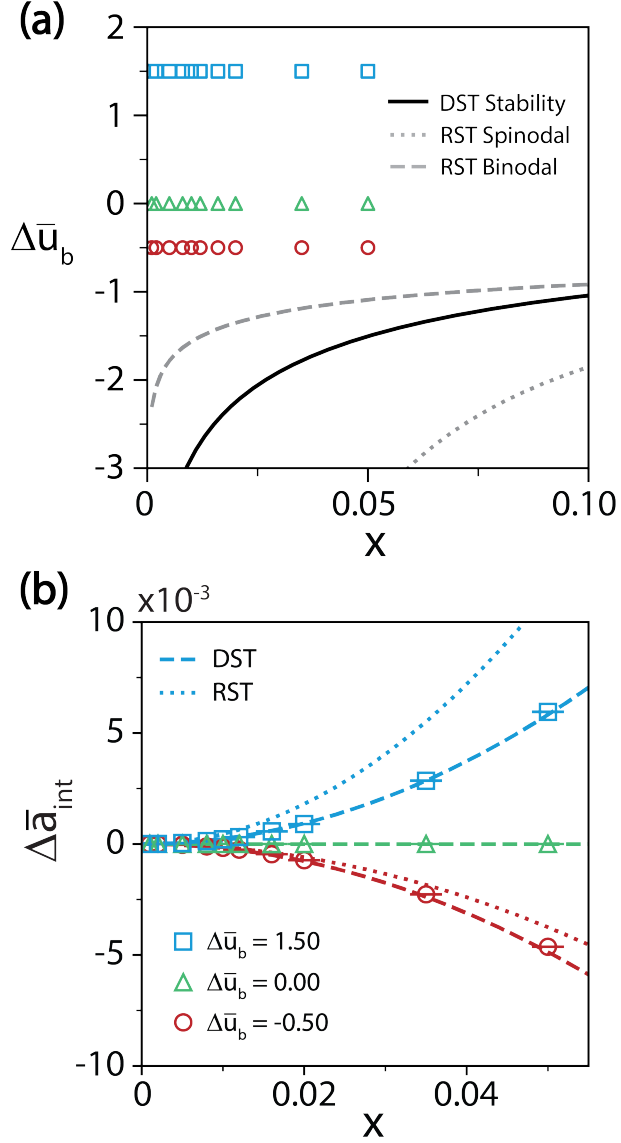 (a)
2
1
0
-1
-2
-3
Δūb
DST Stability
RST Spinodal
RST Binodal
0
0.05
0.10
x
(b)
x10-3
10
5
0
-5
-10
Δāint
DST
RST
Δūb = 1.50
Δūb = 0.00
Δūb = -0.50
0
0.02
0.04
x